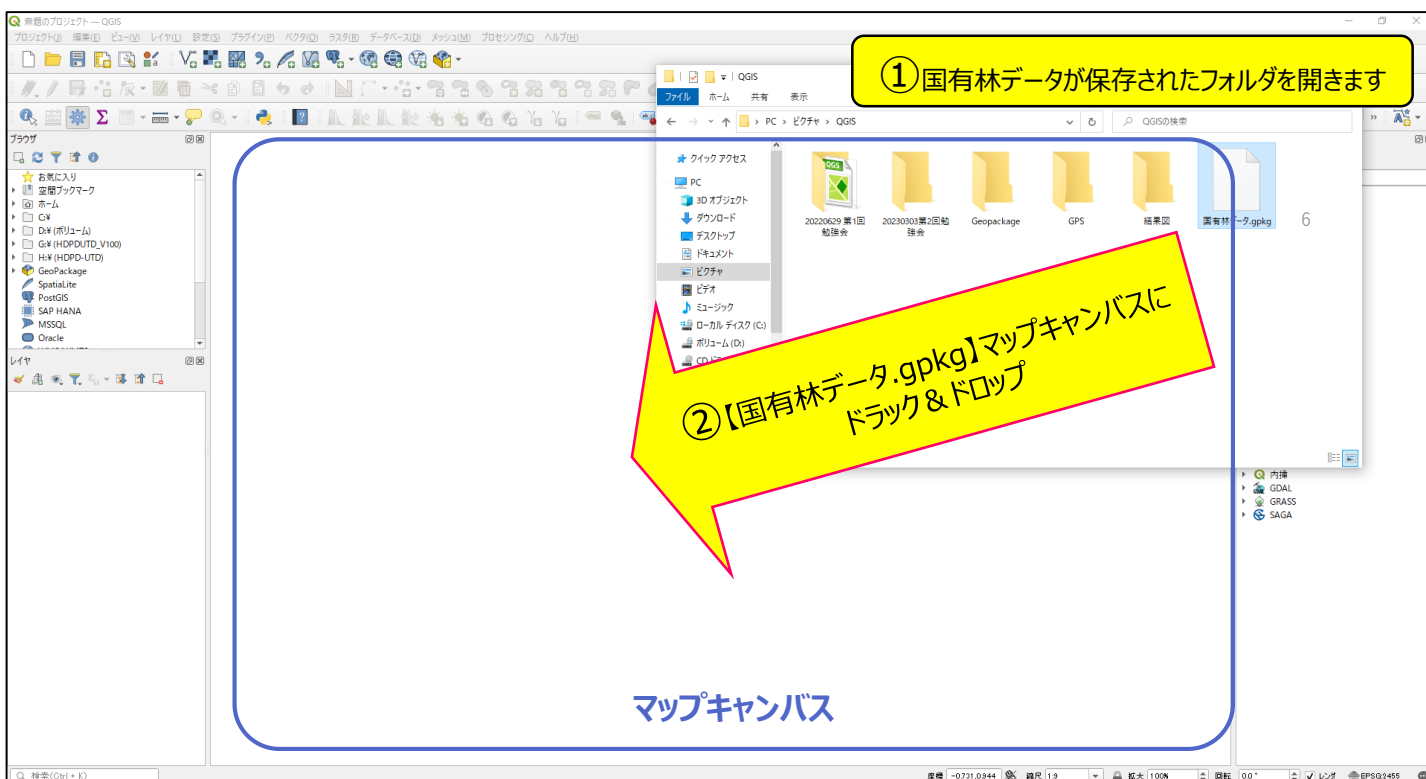 無題のプロジェクト — QGIS
プロジェクト(J) 編集(E) ビュー(V) レイヤ(L) 設定(S) プラグイン(P) ベクタ(O) ラスタ(R) データベース(D) メッシュ(M) プロセシング(C) ヘルプ(H)
①国有林データが保存されたフォルダを開きます
QGIS
ファイル ホーム 共有 表示
PC › ピクチャ › QGIS
QGISの検索
ブラウザ
お気に入り
空間ブックマーク
ホーム
C:¥
D:¥ (ボリューム)
G:¥ (HDPDUTD_V100)
H:¥ (HDPD-UTD)
GeoPackage
SpatiaLite
PostGIS
SAP HANA
MSSQL
Oracle
レイヤ
クイック アクセス
PC
3D オブジェクト
ダウンロード
デスクトップ
ドキュメント
ピクチャ
ビデオ
ミュージック
ローカル ディスク (C:)
ボリューム (D:)
QGS
20220629 第1回
勉強会
20230303第2回勉
強会
Geopackage
GPS
結果図
国有林データ.gpkg
6
②【国有林データ.gpkg】マップキャンバスに
ドラック＆ドロップ
内挿
GDAL
GRASS
SAGA
マップキャンバス
検索(Ctrl + K)
座標 -0.731,0.944 縮尺 1:9 拡大 100% 回転 0.0 ° レンダ EPSG:2455